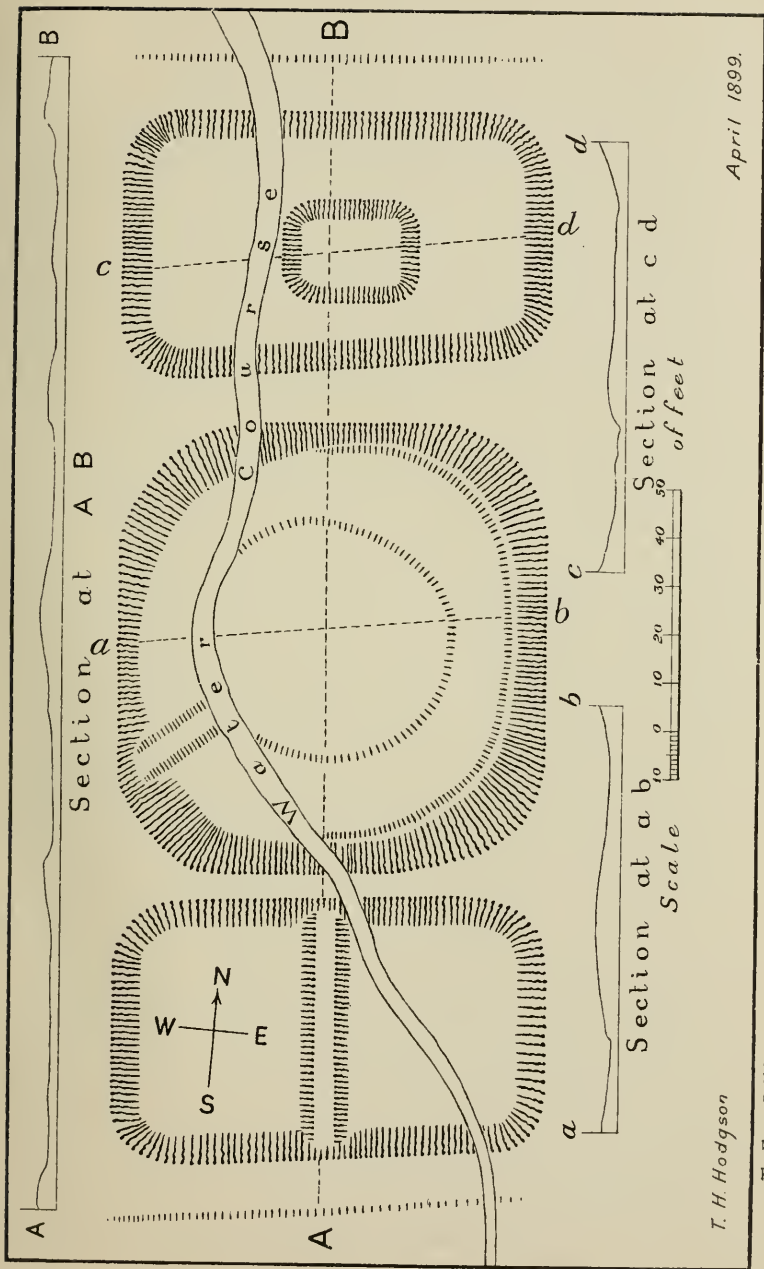 A
B
Section at A B
A
B
a
b
c
d
Water Course
N
W
E
S
a
b
Section at a b
c
d
Section at c d
Scale
of feet
10 0 10 20 30 40 50
T. H. Hodgson
April 1899.